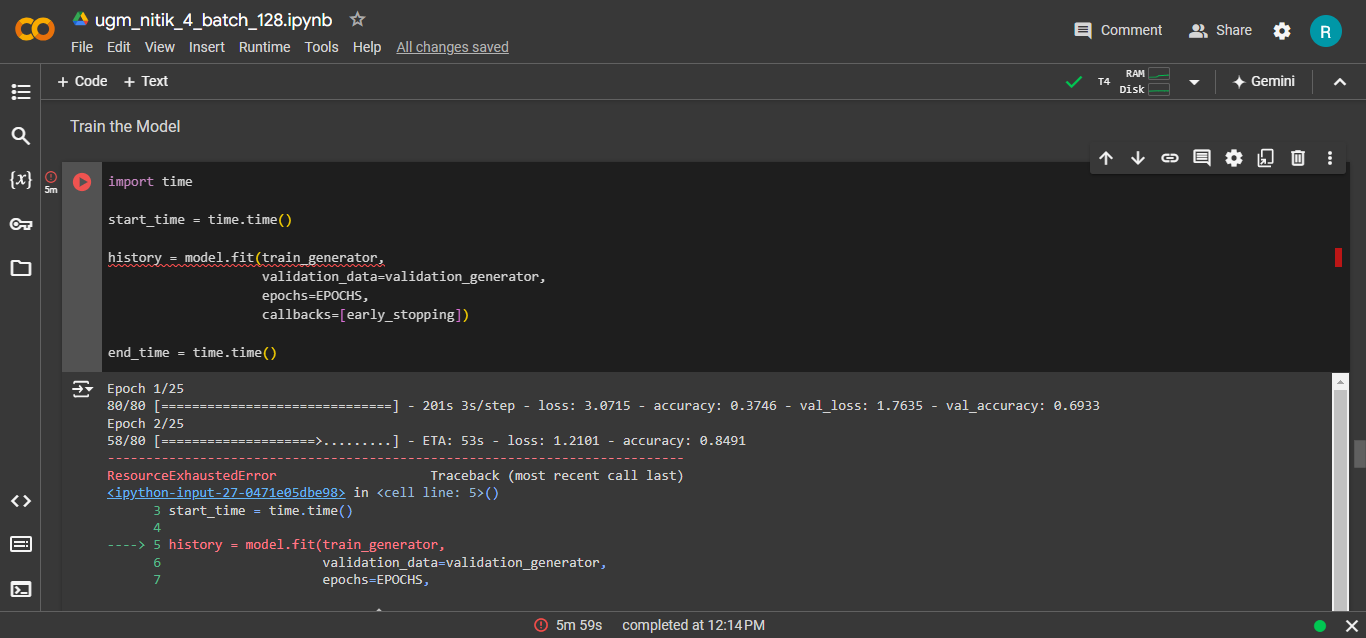 ugm_nitik_4_batch_128.ipynb
File Edit View Insert Runtime Tools Help All changes saved
Comment Share R
+ Code + Text
T4 RAM Disk Gemini
Train the Model
5m
import time
start_time = time.time()
history = model.fit(train_generator,
validation_data=validation_generator,
epochs=EPOCHS,
callbacks=[early_stopping])
end_time = time.time()
Epoch 1/25
80/80 [==============================] - 201s 3s/step - loss: 3.0715 - accuracy: 0.3746 - val_loss: 1.7635 - val_accuracy: 0.6933
Epoch 2/25
58/80 [====================>.........] - ETA: 53s - loss: 1.2101 - accuracy: 0.8491
---------------------------------------------------------------------------
ResourceExhaustedError Traceback (most recent call last)
<ipython-input-27-0471e05dbe98> in <cell line: 5>()
3 start_time = time.time()
4
----> 5 history = model.fit(train_generator,
6 validation_data=validation_generator,
7 epochs=EPOCHS,
5m 59s completed at 12:14 PM